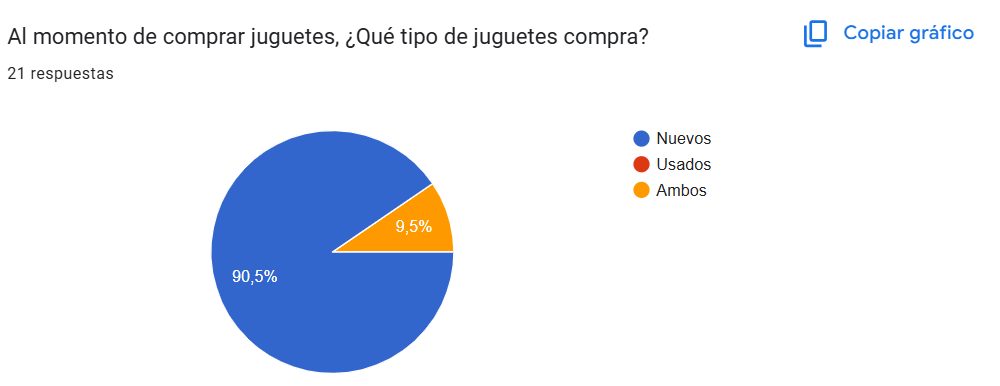 Al momento de comprar juguetes, ¿Qué tipo de juguetes compra?
Copiar gráfico
21 respuestas
Nuevos
Usados
Ambos
9,5%
90,5%